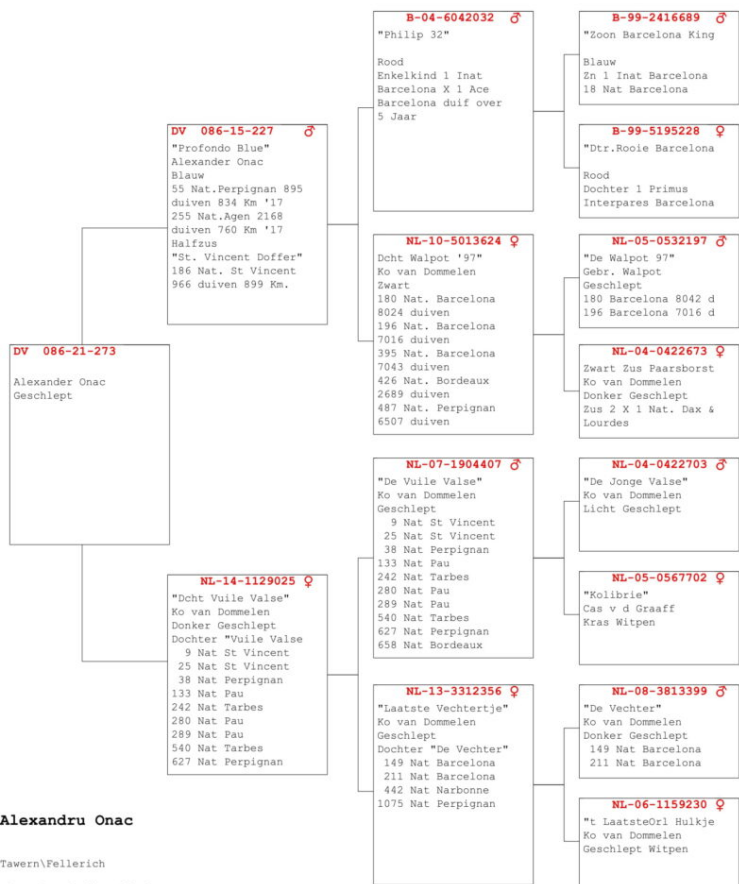 DV 086-21-273
Alexander Onac
Geschlept
DV 086-15-227 ♂
"Profondo Blue"
Alexander Onac
Blauw
55 Nat.Perpignan 895
duiven 834 Km '17
255 Nat.Agen 2168
duiven 760 Km '17
Halfzus
"St. Vincent Doffer"
186 Nat. St Vincent
966 duiven 899 Km.
NL-14-1129025 ♀
"Dcht Vuile Valse"
Ko van Dommelen
Donker Geschlept
Dochter "Vuile Valse
9 Nat St Vincent
25 Nat St Vincent
38 Nat Perpignan
133 Nat Pau
242 Nat Tarbes
280 Nat Pau
289 Nat Pau
540 Nat Tarbes
627 Nat Perpignan
B-04-6042032 ♂
"Philip 32"
Rood
Enkelkind 1 Inat
Barcelona X 1 Ace
Barcelona duif over
5 Jaar
NL-10-5013624 ♀
Dcht Walpot '97"
Ko van Dommelen
Zwart
180 Nat. Barcelona
8024 duiven
196 Nat. Barcelona
7016 duiven
395 Nat. Barcelona
7043 duiven
426 Nat. Bordeaux
2689 duiven
487 Nat. Perpignan
6507 duiven
NL-07-1904407 ♂
"De Vuile Valse"
Ko van Dommelen
Geschlept
9 Nat St Vincent
25 Nat St Vincent
38 Nat Perpignan
133 Nat Pau
242 Nat Tarbes
280 Nat Pau
289 Nat Pau
540 Nat Tarbes
627 Nat Perpignan
658 Nat Bordeaux
NL-13-3312356 ♀
"Laatste Vechtertje"
Ko van Dommelen
Geschlept
Dochter "De Vechter"
149 Nat Barcelona
211 Nat Barcelona
442 Nat Narbonne
1075 Nat Perpignan
B-99-2416689 ♂
"Zoon Barcelona King
Blauw
Zn 1 Inat Barcelona
18 Nat Barcelona
B-99-5195228 ♀
"Dtr.Rooie Barcelona
Rood
Dochter 1 Primus
Interpares Barcelona
NL-05-0532197 ♂
"De Walpot 97"
Gebr. Walpot
Geschlept
180 Barcelona 8042 d
196 Barcelona 7016 d
NL-04-0422673 ♀
Zwart Zus Paarsborst
Ko van Dommelen
Donker Geschlept
Zus 2 X 1 Nat. Dax &
Lourdes
NL-04-0422703 ♂
"De Jonge Valse"
Ko van Dommelen
Licht Geschlept
NL-05-0567702 ♀
"Kolibrie"
Cas v d Graaff
Kras Witpen
NL-08-3813399 ♂
"De Vechter"
Ko van Dommelen
Donker Geschlept
149 Nat Barcelona
211 Nat Barcelona
NL-06-1159230 ♀
"t LaatsteOrl Hulkje
Ko van Dommelen
Geschlept Witpen
Alexandru Onac
Tawern\Fellerich